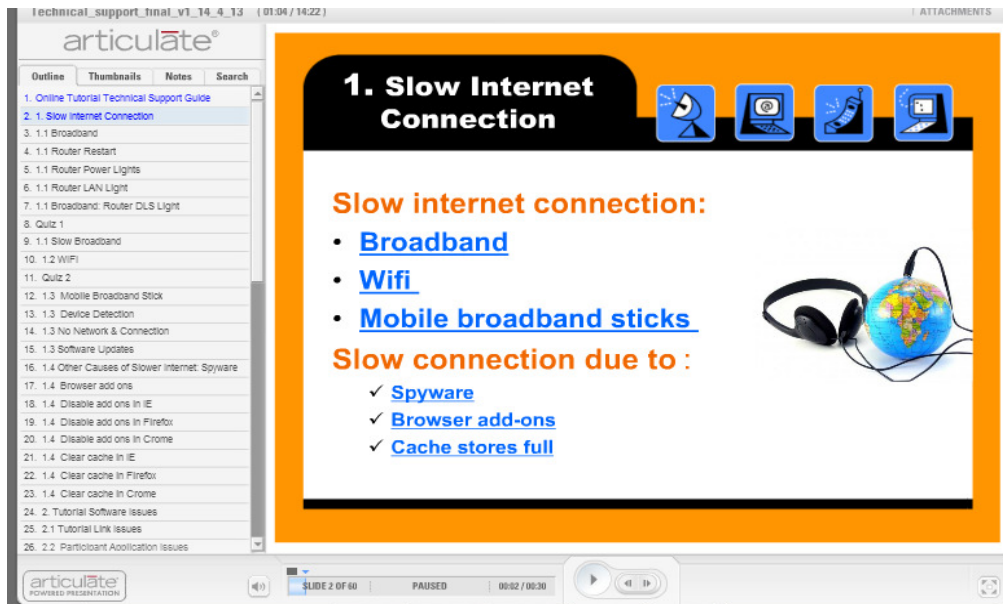 Technical_support_final_v1_14_4_13 ( 01:04 / 14:22 )
ATTACHMENTS
articulāte®
Outline Thumbnails Notes Search
1. Online Tutorial Technical Support Guide
2. 1. Slow Internet Connection
3. 1.1 Broadband
4. 1.1 Router Restart
5. 1.1 Router Power Lights
6. 1.1 Router LAN Light
7. 1.1 Broadband: Router DLS Light
8. Quiz 1
9. 1.1 Slow Broadband
10. 1.2 WIFI
11. Quiz 2
12. 1.3 Mobile Broadband Stick
13. 1.3 Device Detection
14. 1.3 No Network & Connection
15. 1.3 Software Updates
16. 1.4 Other Causes of Slower Internet: Spyware
17. 1.4 Browser add ons
18. 1.4 Disable add ons in IE
19. 1.4 Disable add ons in Firefox
20. 1.4 Disable add ons in Crome
21. 1.4 Clear cache in IE
22. 1.4 Clear cache in Firefox
23. 1.4 Clear cache in Crome
24. 2. Tutorial Software Issues
25. 2.1 Tutorial Link Issues
26. 2.2 Participant Application Issues
1. Slow Internet
Connection
@
Slow internet connection:
• Broadband
• Wifi
• Mobile broadband sticks
Slow connection due to :
✓ Spyware
✓ Browser add-ons
✓ Cache stores full
articulāte®
POWERED PRESENTATION
SLIDE 2 OF 60 PAUSED 00:02 / 00:30